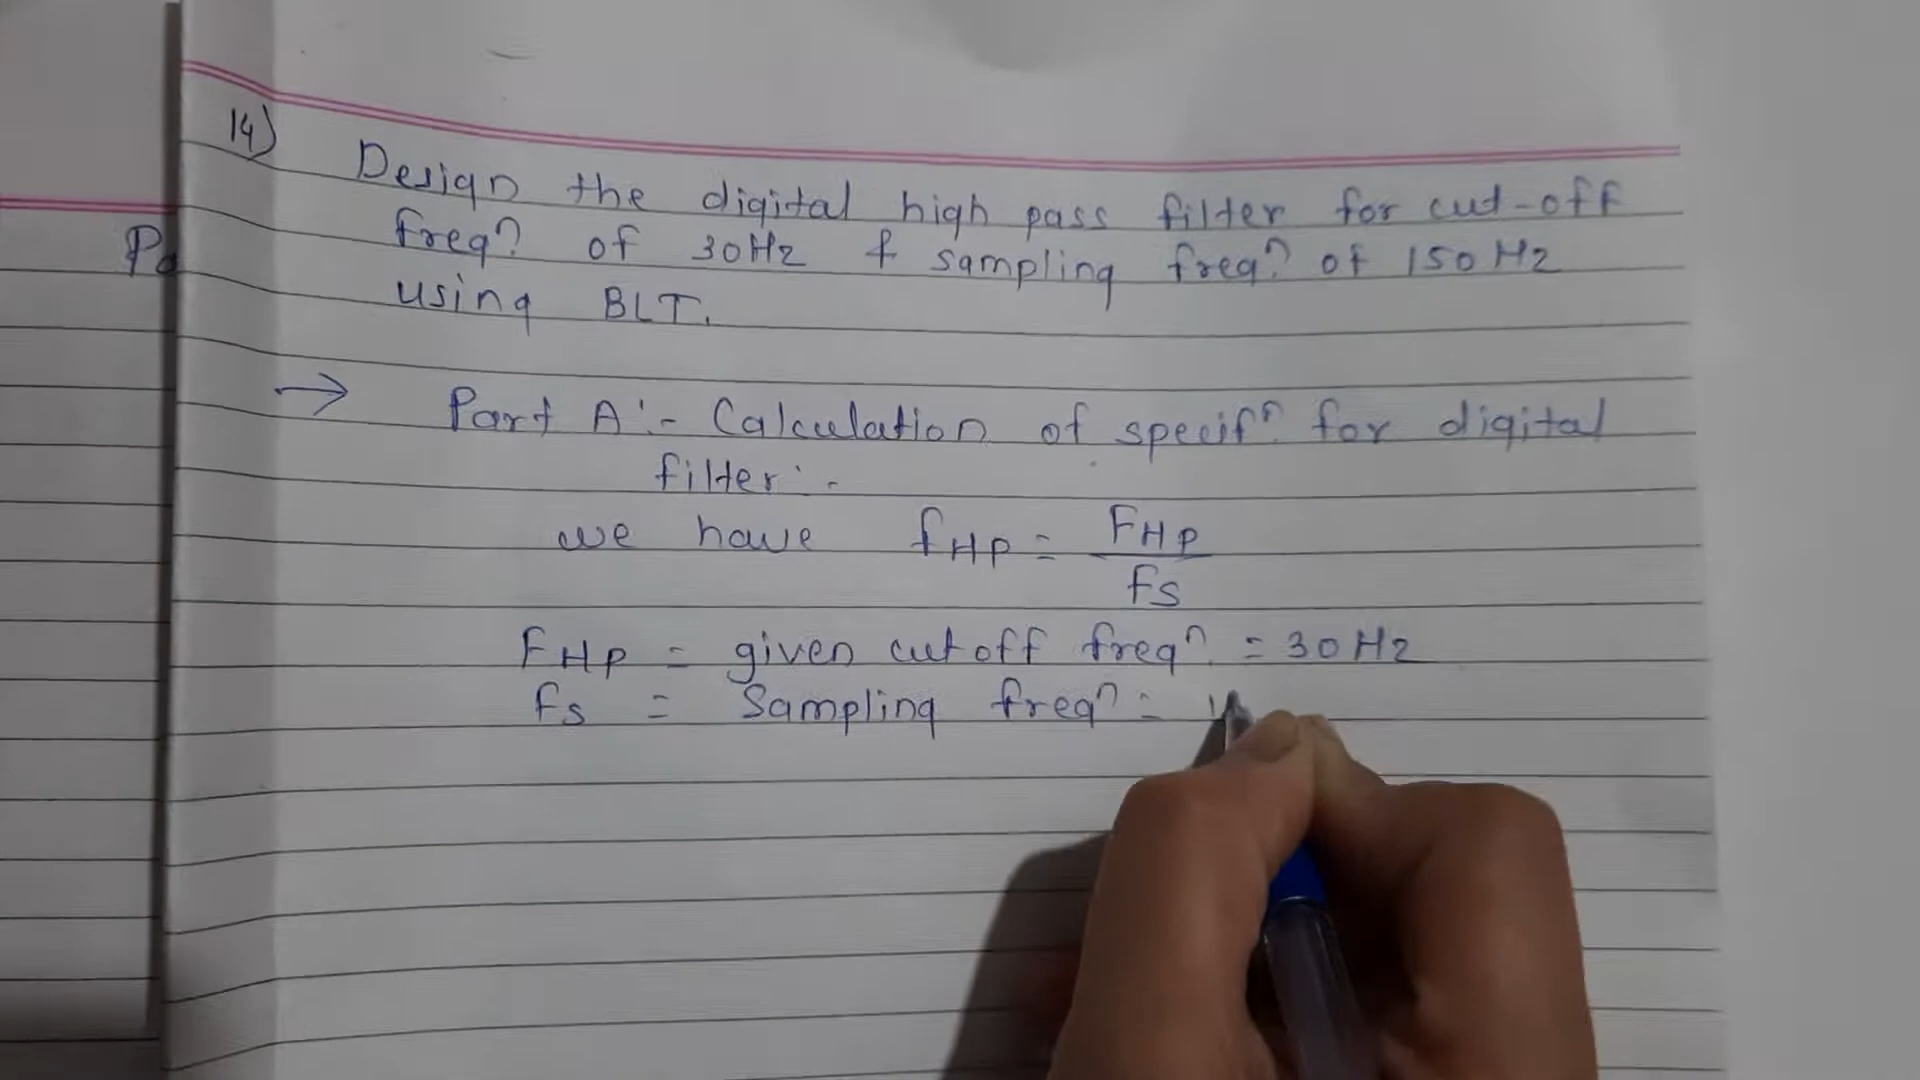 14)
Design the digital high pass filter for cut-off
freqn of 30Hz & sampling freqn of 150 Hz
using BLT.
→ Part A :- Calculation of specifn for digital
filter :-
we have fHP = FHP / Fs
FHP = given cutoff freqn = 30Hz
Fs = Sampling freqn = 1